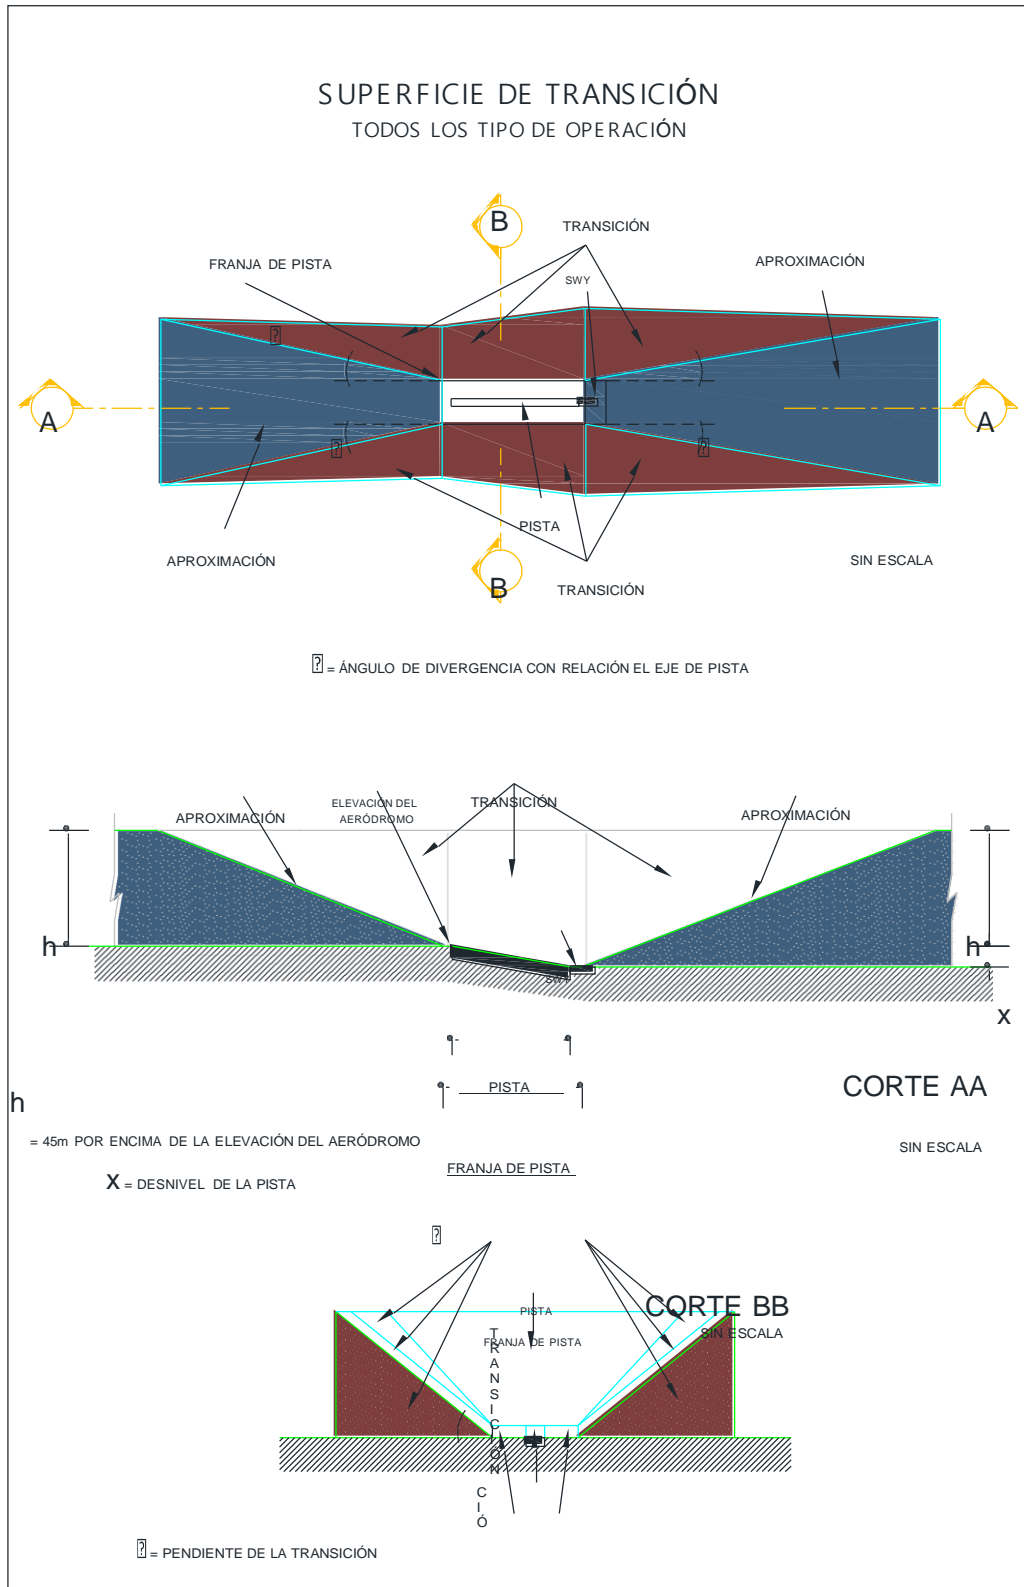 SUPERFICIE DE TRANSICIÓN
TODOS LOS TIPO DE OPERACIÓN
B
TRANSICIÓN
FRANJA DE PISTA
APROXIMACIÓN
SWY
?
A
A
?
?
PISTA
APROXIMACIÓN
SIN ESCALA
B
TRANSICIÓN
? = ÁNGULO DE DIVERGENCIA CON RELACIÓN EL EJE DE PISTA
ELEVACION DEL
AERÓDROMO
TRANSICIÓN
APROXIMACIÓN
APROXIMACIÓN
h
h
SWY
x
PISTA
CORTE AA
h
= 45m POR ENCIMA DE LA ELEVACIÓN DEL AERÓDROMO
SIN ESCALA
FRANJA DE PISTA
X = DESNIVEL DE LA PISTA
?
PISTA
CORTE BB
SIN ESCALA
FRANJA DE PISTA
TRANSICIÓN
CIÓ
? = PENDIENTE DE LA TRANSICIÓN